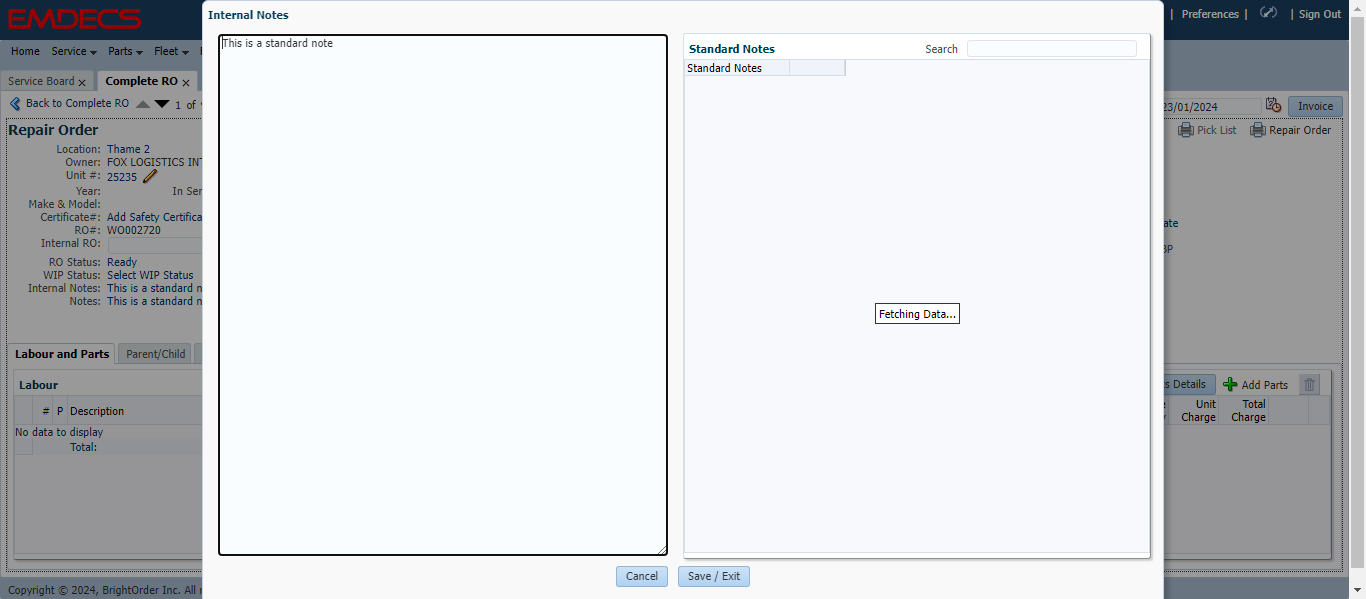 EMDECS
Internal Notes
| Preferences | | Sign Out
Home Service Parts Fleet
Service Board x Complete RO x
Back to Complete RO 1 of
23/01/2024 Invoice
Pick List Repair Order
Repair Order
Location: Thame 2
Owner: FOX LOGISTICS INT
Unit #: 25235
Year: In Ser
Make & Model:
Certificate#: Add Safety Certifica
RO#: WO002720
Internal RO:
RO Status: Ready
WIP Status: Select WIP Status
Internal Notes: This is a standard n
Notes: This is a standard n
This is a standard note
Standard Notes Search
Standard Notes
Fetching Data...
Labour and Parts Parent/Child
Labour
# P Description
No data to display
Total:
s Details Add Parts
Unit Total
Charge Charge
Cancel Save / Exit
Copyright © 2024, BrightOrder Inc. All r